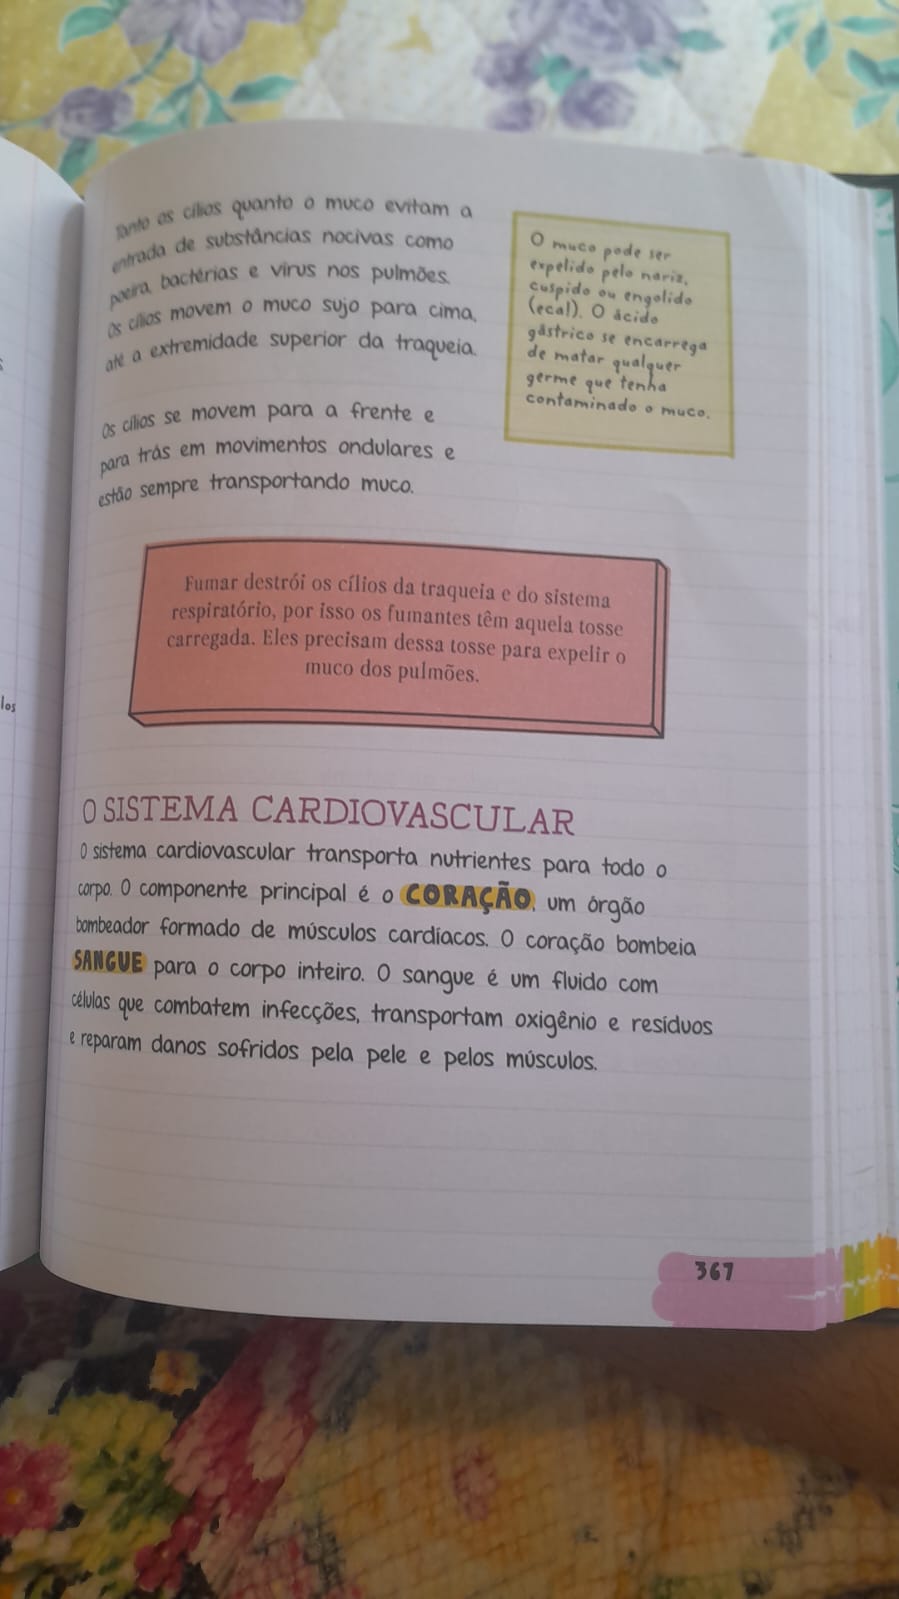 Tanto os cílios quanto o muco evitam a
entrada de substâncias nocivas como
poeira, bactérias e vírus nos pulmões.
Os cílios movem o muco sujo para cima,
até a extremidade superior da traqueia.
O muco pode ser
expelido pelo nariz,
cuspido ou engolido
(eca!). O ácido
gástrico se encarrega
de matar qualquer
germe que tenha
contaminado o muco.
Os cílios se movem para a frente e
para trás em movimentos ondulares e
estão sempre transportando muco.
Fumar destrói os cílios da traqueia e do sistema
respiratório, por isso os fumantes têm aquela tosse
carregada. Eles precisam dessa tosse para expelir o
muco dos pulmões.
los
O SISTEMA CARDIOVASCULAR
O sistema cardiovascular transporta nutrientes para todo o
corpo. O componente principal é o CORAÇÃO, um órgão
bombeador formado de músculos cardíacos. O coração bombeia
SANGUE para o corpo inteiro. O sangue é um fluido com
células que combatem infecções, transportam oxigênio e resíduos
e reparam danos sofridos pela pele e pelos músculos.
367